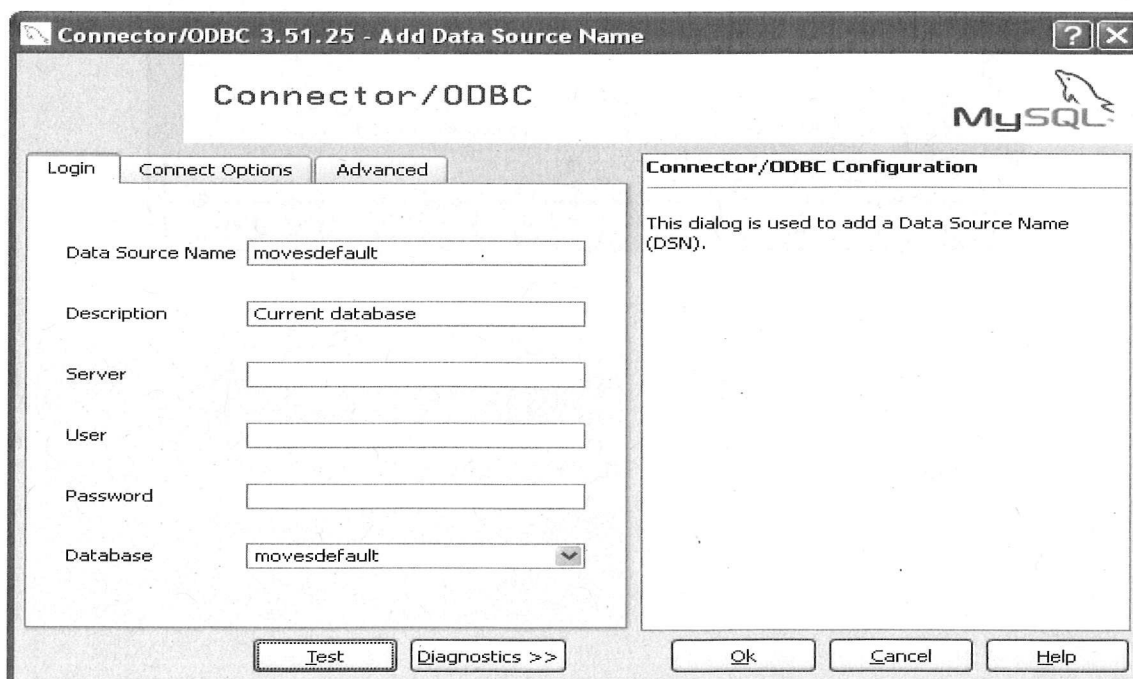 Connector/ODBC 3.51.25 - Add Data Source Name
Connector/ODBC
MySQL
Login
Connect Options
Advanced
Data Source Name movesdefault
Description Current database
Server
User
Password
Database movesdefault
Test
Diagnostics >>
Connector/ODBC Configuration
This dialog is used to add a Data Source Name
(DSN).
Ok
Cancel
Help